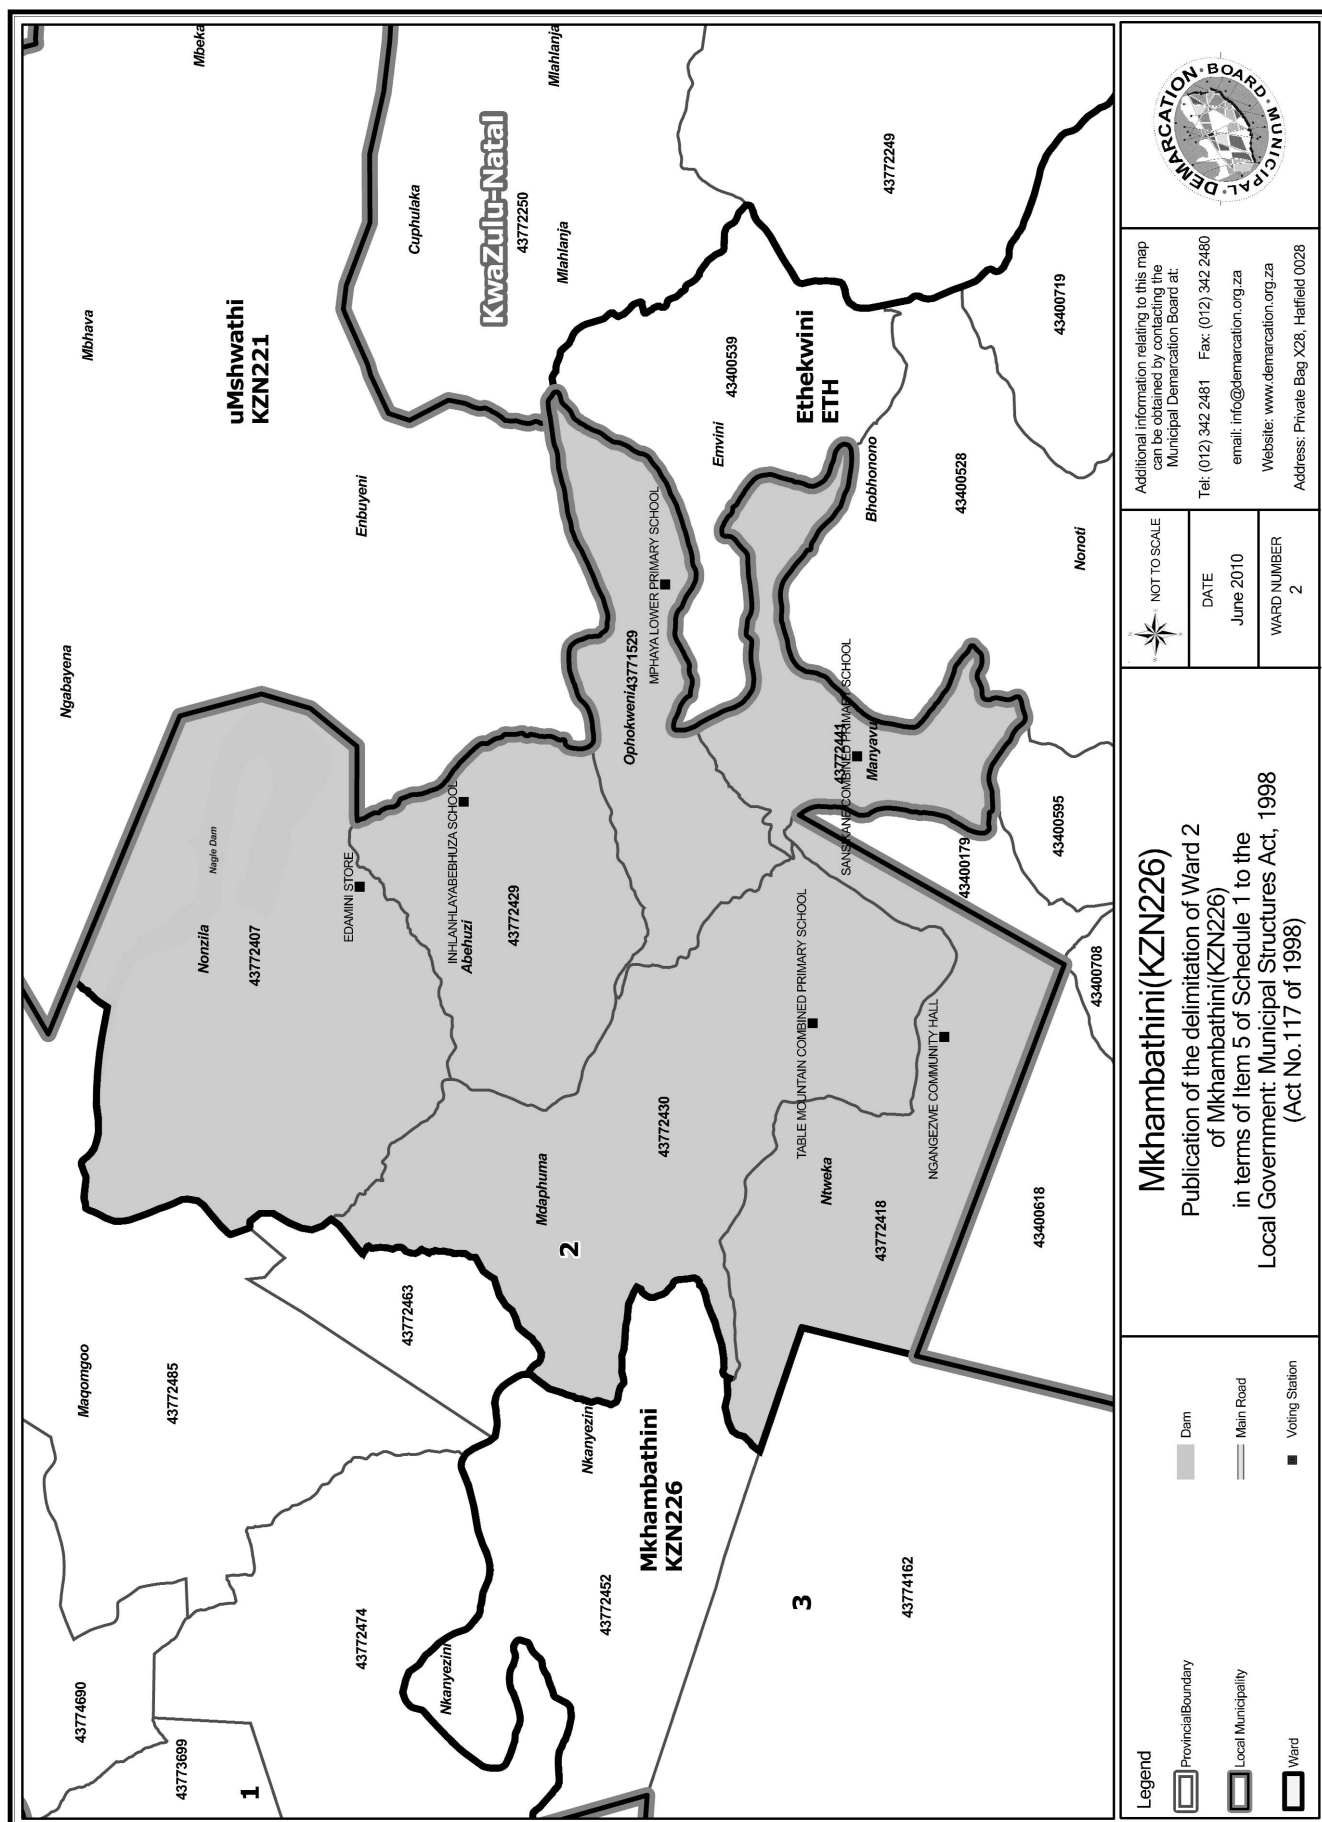 Mbeka
Mlahlanja
Mbhava
uMshwathi
KZN221
Cuphulaka
KwaZulu-Natal
43772250
Mlahlanja
43772249
Ngabayena
Enbuyeni
43400539
Emvini
Ethekwini
ETH
43400719
Bhobhonono
43400528
Nonoti
MPHAYA LOWER PRIMARY SCHOOL
Ophokweni43771529
43772441
Manyavu
43400179
43400595
43400708
Nagle Dam
Nonzila
43772407
EDAMINI STORE
INHLANHLAYABEBHUZA SCHOOL
Abehuzi
43772429
TABLE MOUNTAIN COMBINED PRIMARY SCHOOL
NGANGEZWE COMMUNITY HALL
43772430
Mdaphuma
2
Ntweka
43772418
43400618
43772463
Maqomgoo
43772485
Nkanyezini
Mkhambathini
KZN226
43772452
3
43774162
43772474
Nkanyezini
43774690
43773699
1
Legend
ProvincialBoundary
Local Municipality
Ward
Dam
Main Road
Voting Station
Mkhambathini(KZN226)
Publication of the delimitation of Ward 2
of Mkhambathini(KZN226)
in terms of Item 5 of Schedule 1 to the
Local Government: Municipal Structures Act, 1998
(Act No.117 of 1998)
NOT TO SCALE
DATE
June 2010
WARD NUMBER
2
Additional information relating to this map
can be obtained by contacting the
Municipal Demarcation Board at:
Tel: (012) 342 2481 Fax: (012) 3422480
email: info@demarcation.org.za
Website: www.demarcation.org.za
Address: Private Bag X28, Hatfield 0028
MUNICIPAL DEMARCATION BOARD